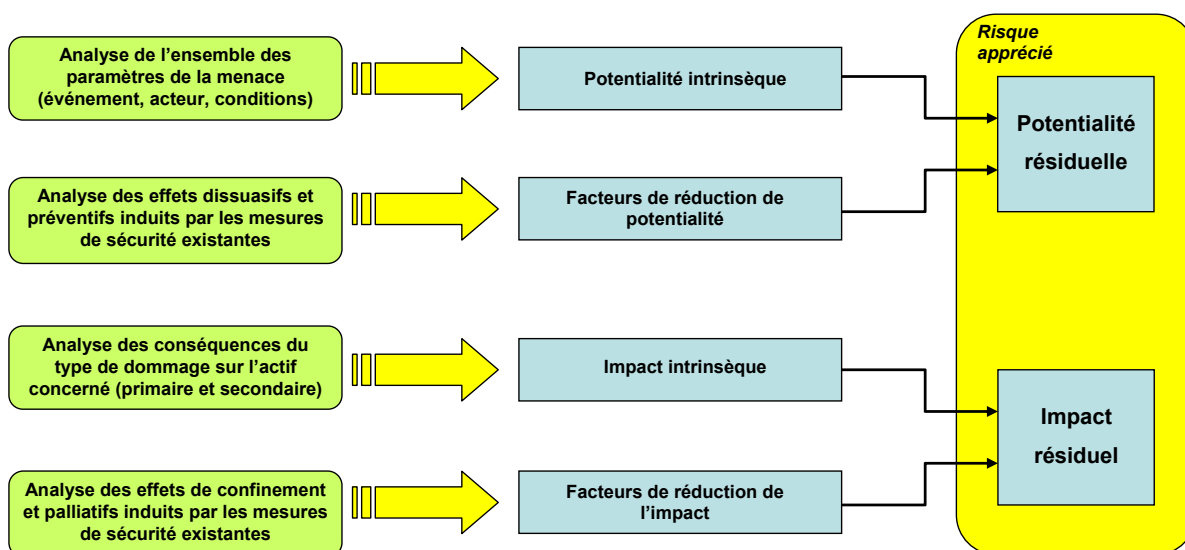 Analyse de l'ensemble des
paramètres de la menace
(événement, acteur, conditions)
Potentialité intrinsèque
Risque
apprécié
Potentialité
résiduelle
Analyse des effets dissuasifs et
préventifs induits par les mesures
de sécurité existantes
Facteurs de réduction de
potentialité
Analyse des conséquences du
type de dommage sur l'actif
concerné (primaire et secondaire)
Impact intrinsèque
Impact
résiduel
Analyse des effets de confinement
et palliatifs induits par les mesures
de sécurité existantes
Facteurs de réduction de
l'impact